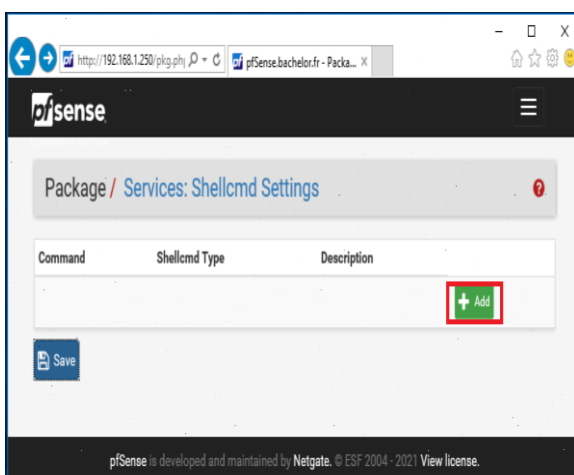 http://192.168.1.250/pkg.ph
pfSense.bachelor.fr - Packa...
pfsense
Package / Services: Shellcmd Settings
Command Shellcmd Type Description
Add
Save
pfSense is developed and maintained by Netgate. © ESF 2004 - 2021 View license.